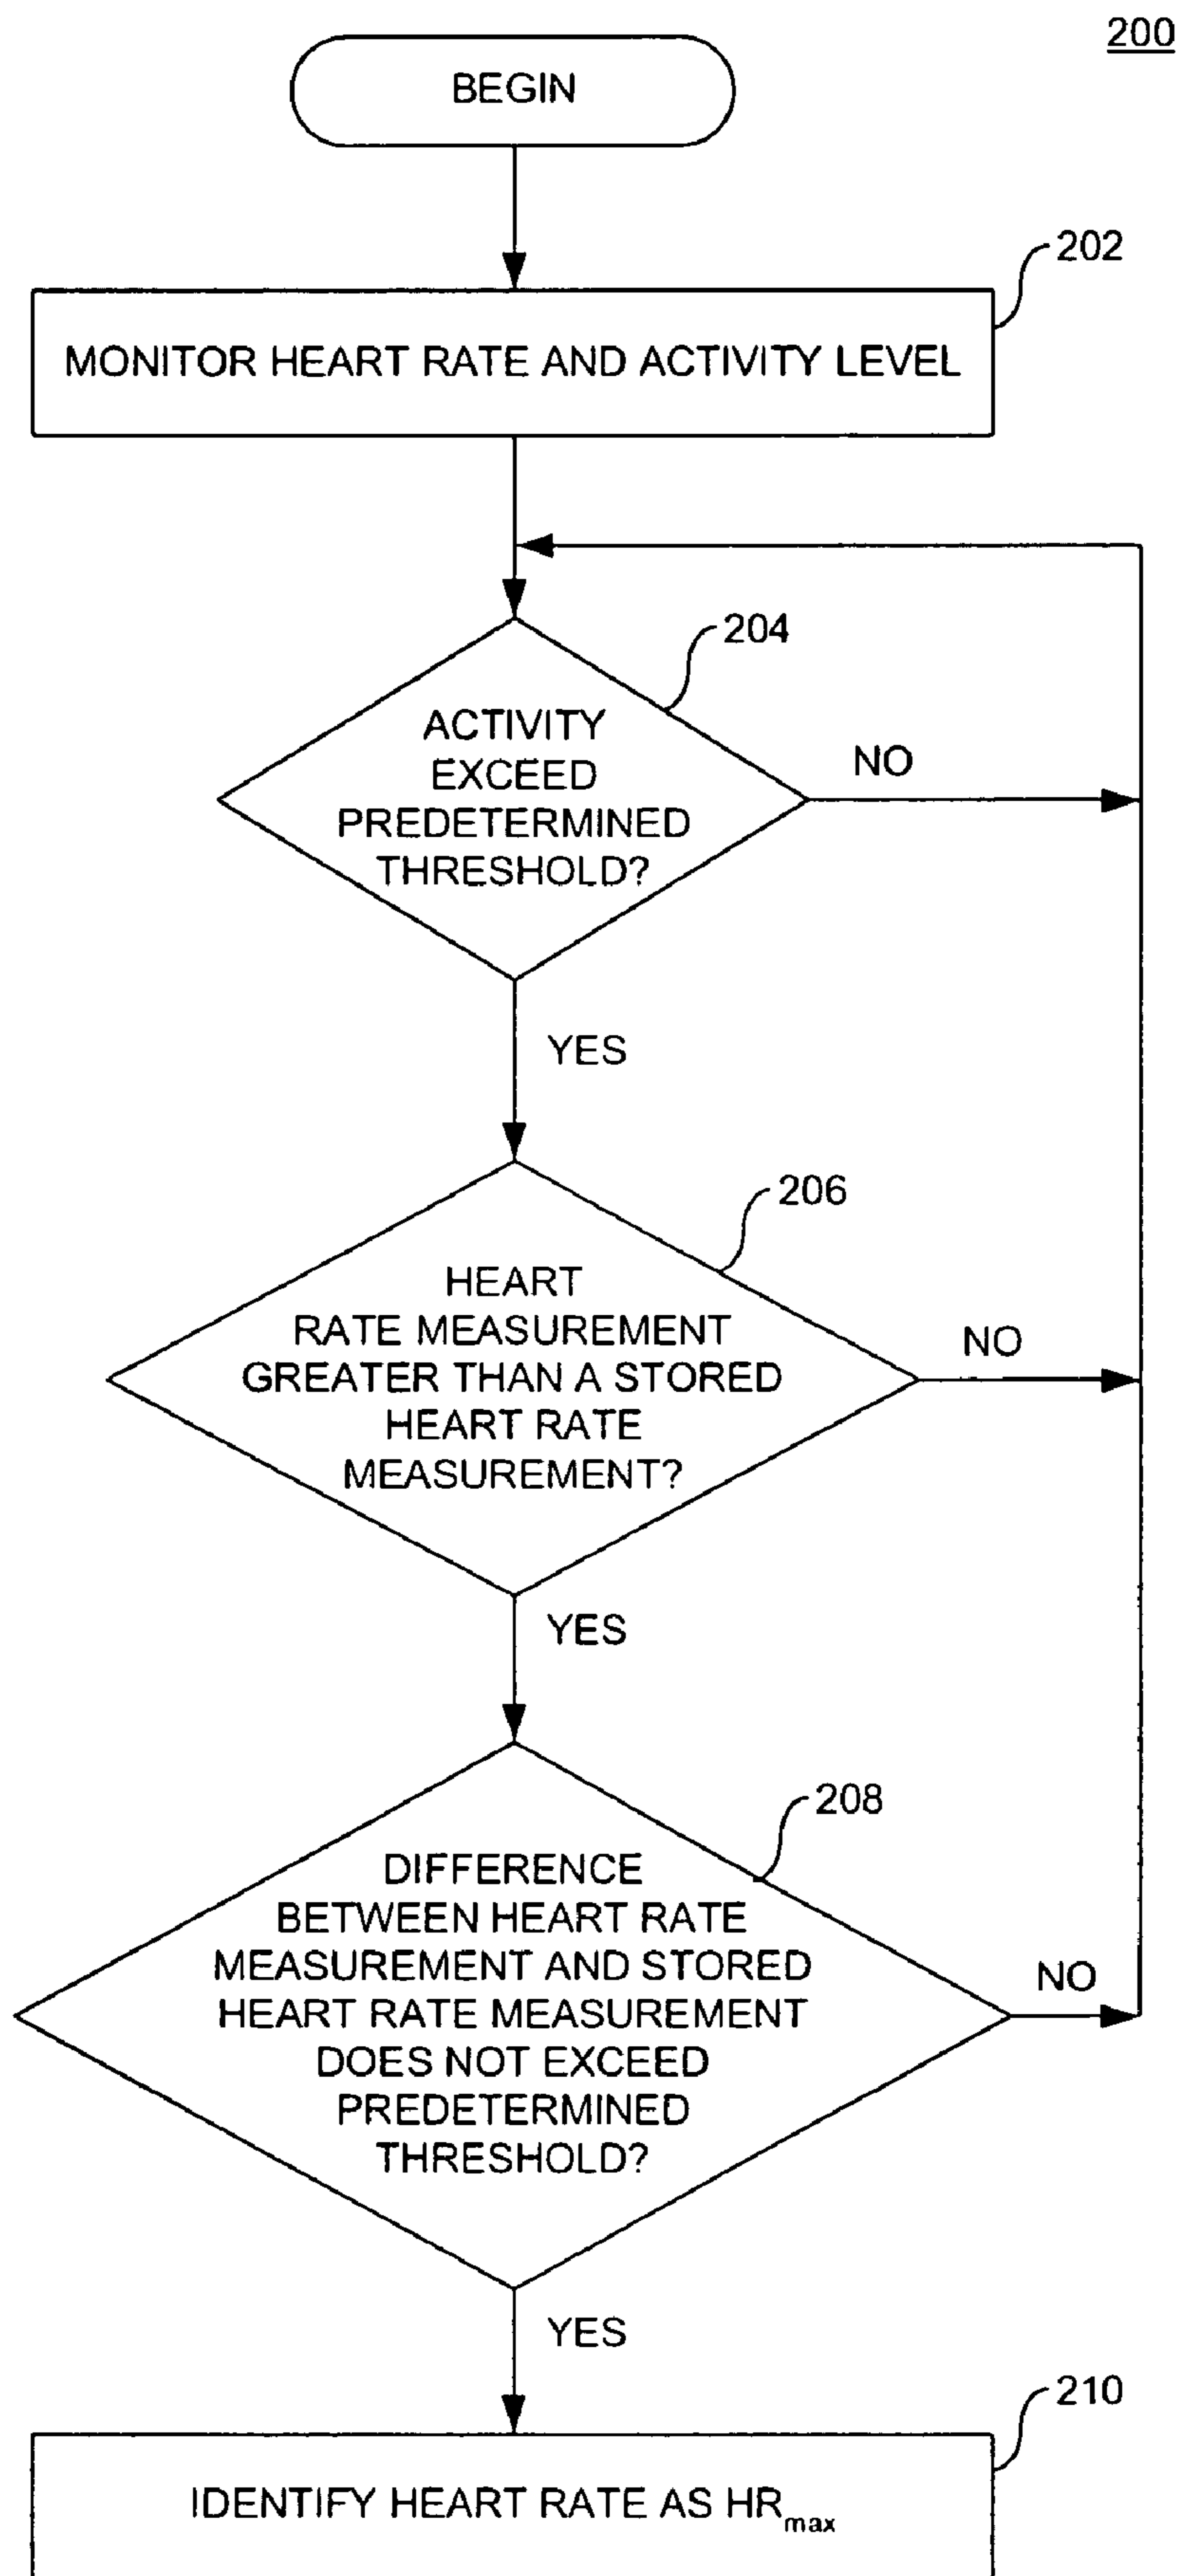 200
BEGIN
202
MONITOR HEART RATE AND ACTIVITY LEVEL
204
ACTIVITY
EXCEED
PREDETERMINED
THRESHOLD?
NO
YES
206
HEART
RATE MEASUREMENT
GREATER THAN A STORED
HEART RATE
MEASUREMENT?
NO
YES
208
DIFFERENCE
BETWEEN HEART RATE
MEASUREMENT AND STORED
HEART RATE MEASUREMENT
DOES NOT EXCEED
PREDETERMINED
THRESHOLD?
NO
YES
210
IDENTIFY HEART RATE AS HRmax